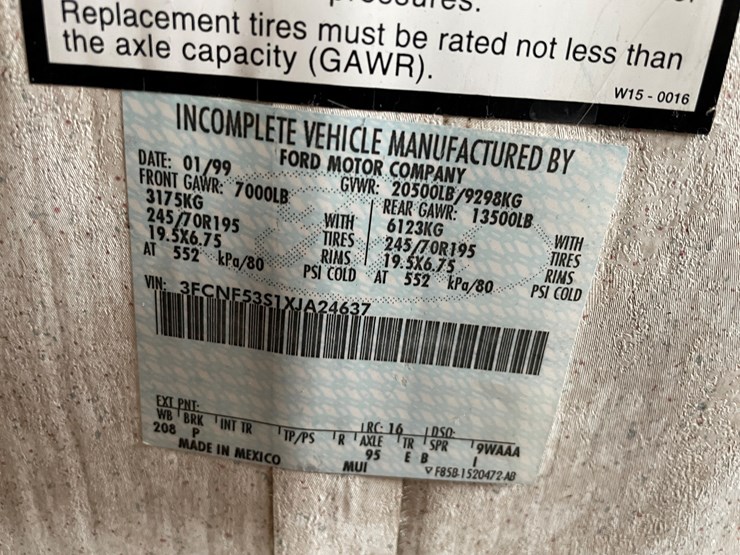 Replacement tires must be rated not less than
the axle capacity (GAWR).
W15 - 0016
INCOMPLETE VEHICLE MANUFACTURED BY
FORD MOTOR COMPANY
DATE: 01/99 GVWR: 20500LB/9298KG
FRONT GAWR: 7000LB REAR GAWR: 13500LB
3175KG WITH 6123KG WITH
245/70R195 TIRES 245/70R195 TIRES
19.5X6.75 RIMS 19.5X6.75 RIMS
AT 552 kPa/80 PSI COLD AT 552 kPa/80 PSI COLD
VIN: 3FCNF53S1XJA24637
EXT PNT: RC: 16 DSO:
WB BRK INT TR TP/PS R AXLE TR SPR 9WAAA
208 P 95 E B I
MADE IN MEXICO MUI ▽ F85B-1520472-AB